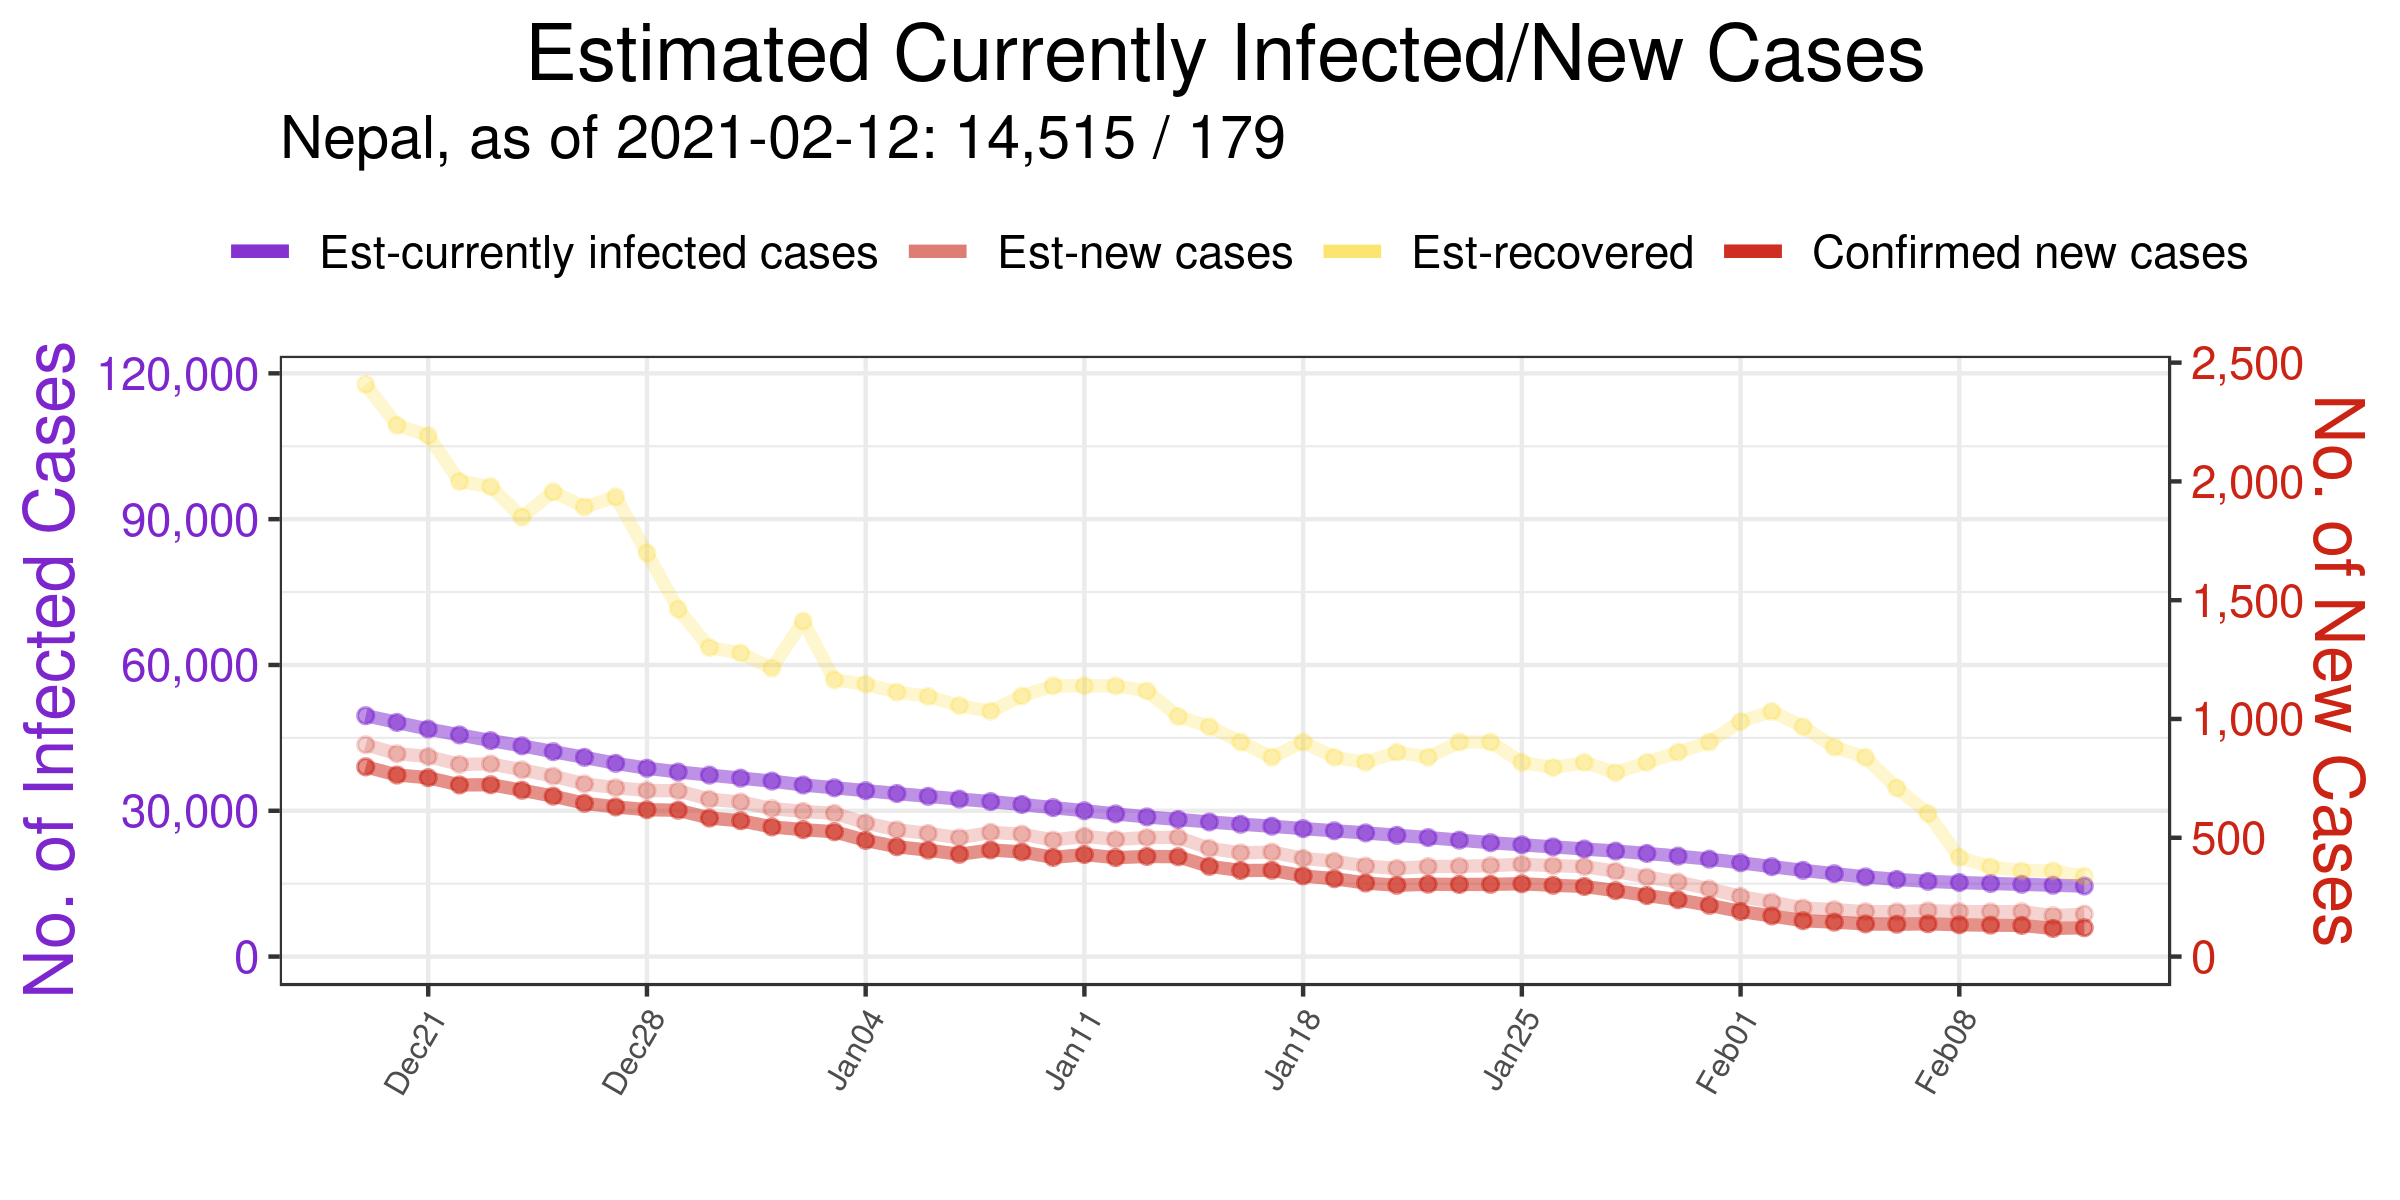 Estimated Currently Infected/New Cases
Nepal, as of 2021-02-12: 14,515 / 179
Est-currently infected cases Est-new cases Est-recovered Confirmed new cases
No. of Infected Cases
120,000
90,000
60,000
30,000
0
2,500
2,000
1,500
1,000
500
0
No. of New Cases
Dec21 Dec28 Jan04 Jan11 Jan18 Jan25 Feb01 Feb08